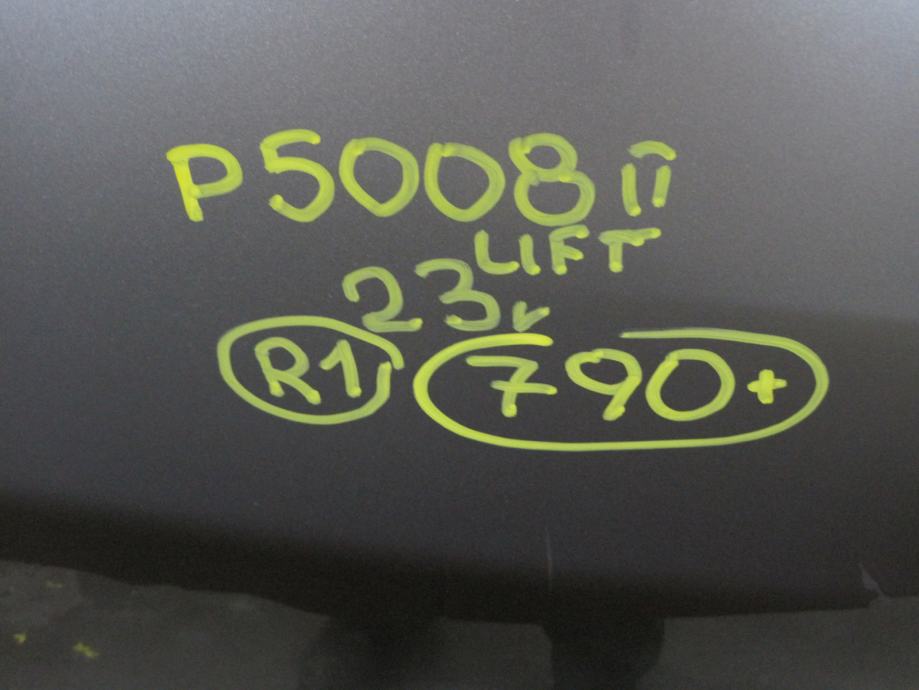 P5008 II
LIFT
23r
R1 790+